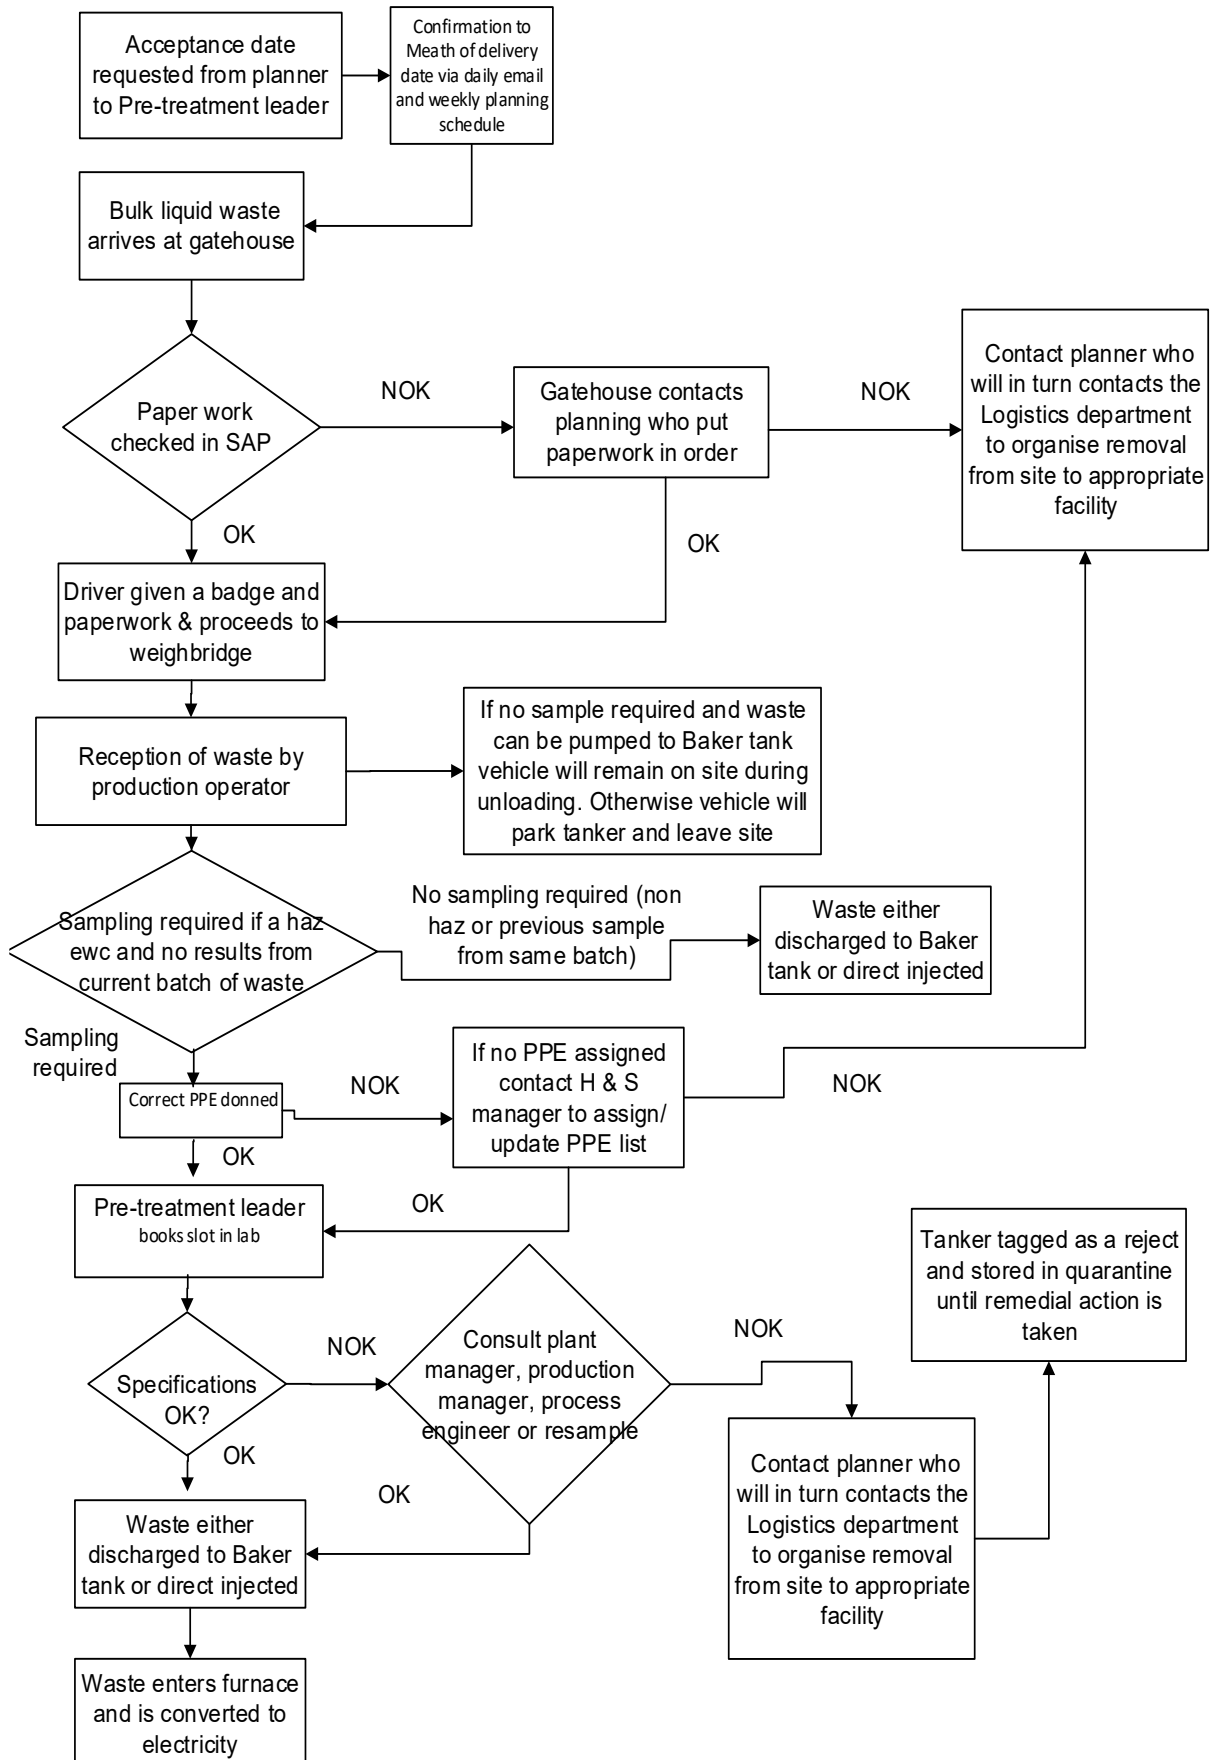 Acceptance date
requested from planner
to Pre-treatment leader
Confirmation to
Meath of delivery
date via daily email
and weekly planning
schedule
Bulk liquid waste
arrives at gatehouse
Paper work
checked in SAP
NOK
Gatehouse contacts
planning who put
paperwork in order
NOK
Contact planner who
will in turn contacts the
Logistics department
to organise removal
from site to appropriate
facility
OK
OK
Driver given a badge and
paperwork & proceeds to
weighbridge
Reception of waste by
production operator
If no sample required and waste
can be pumped to Baker tank
vehicle will remain on site during
unloading. Otherwise vehicle will
park tanker and leave site
Sampling required if a haz
ewc and no results from
current batch of waste
No sampling required (non
haz or previous sample
from same batch)
Waste either
discharged to Baker
tank or direct injected
Sampling
required
Correct PPE donned
NOK
If no PPE assigned
contact H & S
manager to assign/
update PPE list
NOK
OK
OK
Pre-treatment leader
books slot in lab
Specifications
OK?
NOK
Consult plant
manager, production
manager, process
engineer or resample
NOK
Tanker tagged as a reject
and stored in quarantine
until remedial action is
taken
OK
OK
Contact planner who
will in turn contacts the
Logistics department
to organise removal
from site to appropriate
facility
Waste either
discharged to Baker
tank or direct injected
Waste enters furnace
and is converted to
electricity